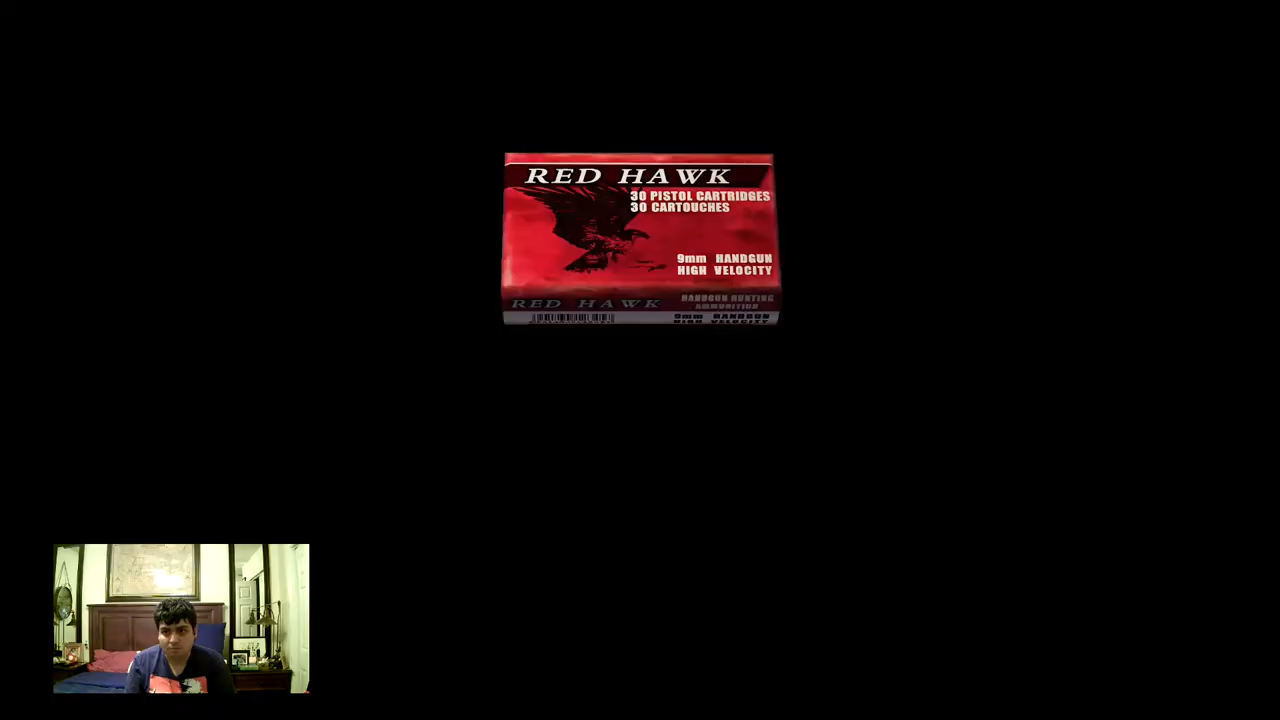 RED HAWK
30 PISTOL CARTRIDGES
30 CARTOUCHES
9mm HANDGUN
HIGH VELOCITY
RED HAWK
HANDGUN HUNTING
AMMUNITION
9mm HANDGUN
HIGH VELOCITY